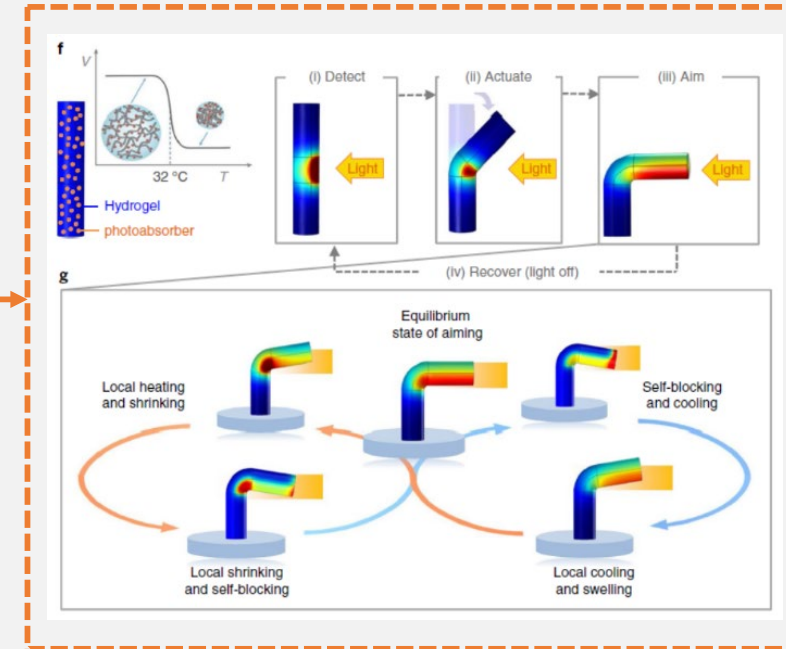 f
V
32 °C
T
Hydrogel
photoabsorber
(i) Detect
Light
(ii) Actuate
Light
(iii) Aim
Light
(iv) Recover (light off)
g
Equilibrium
state of aiming
Local heating
and shrinking
Self-blocking
and cooling
Local shrinking
and self-blocking
Local cooling
and swelling